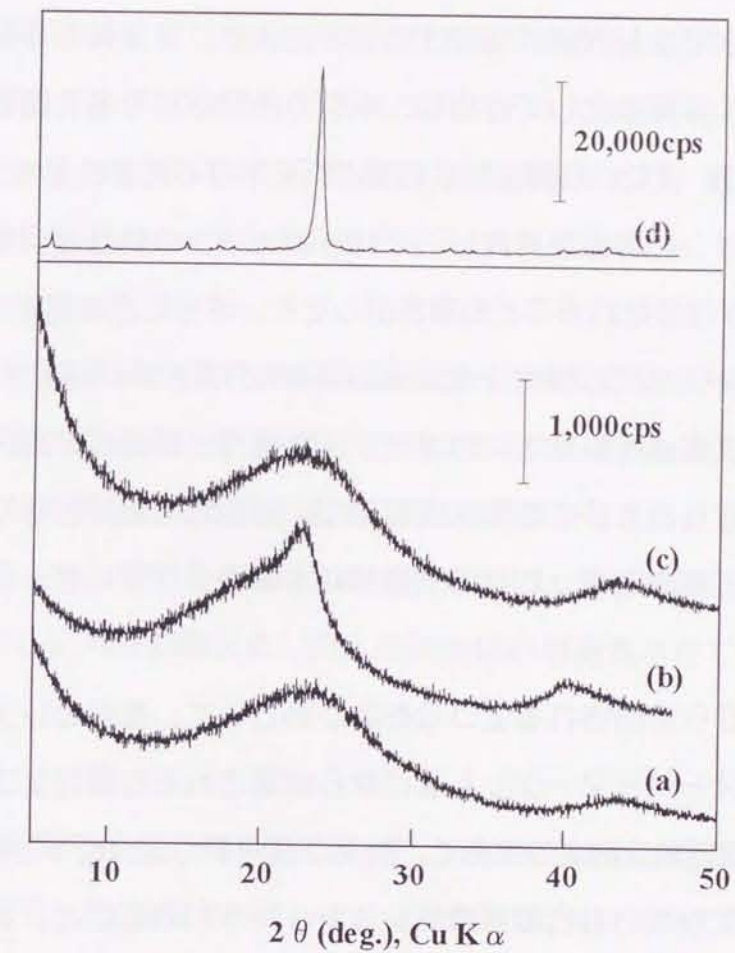 20,000cps
(d)
1,000cps
(c)
(b)
(a)
10 20 30 40 50
2 θ (deg.), Cu K α